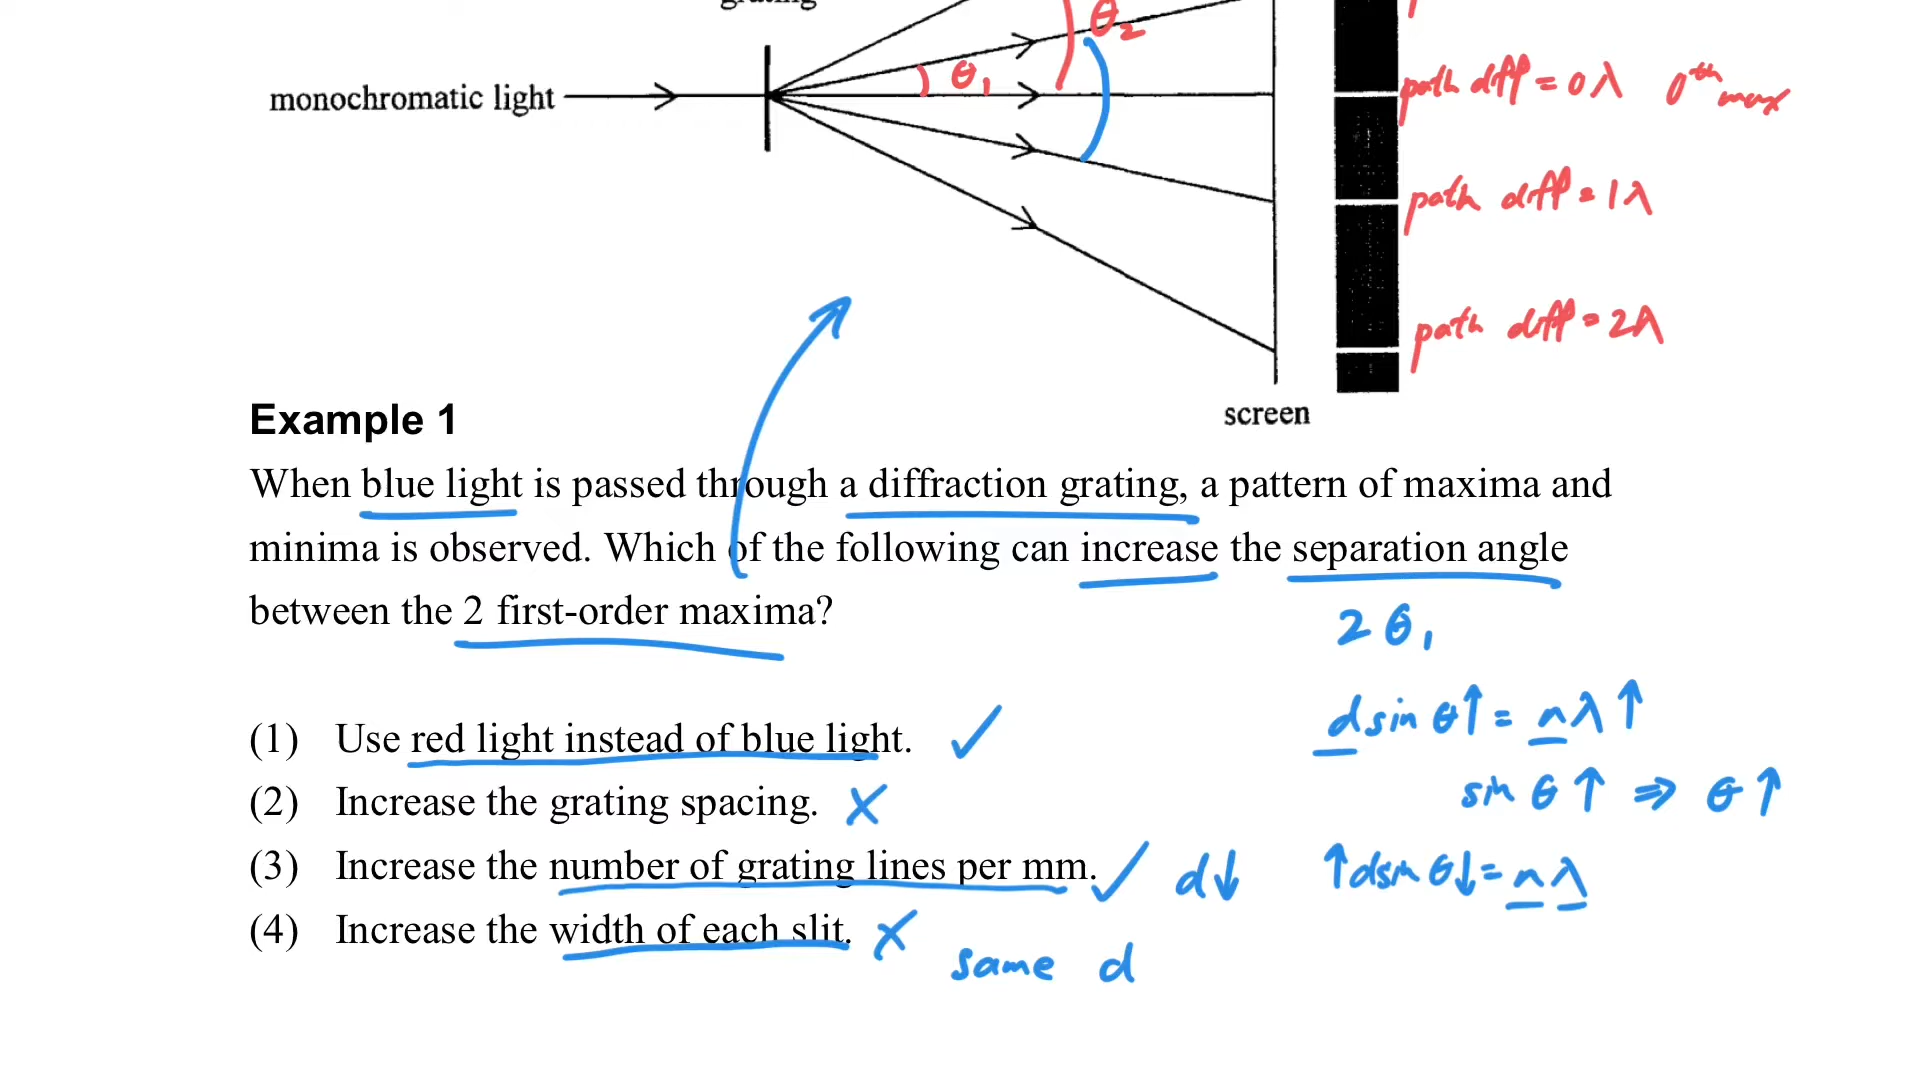 grating
θ₂
θ₁
monochromatic light
path diff = 0λ 0th max
path diff = 1λ
path diff = 2λ
screen
Example 1
When blue light is passed through a diffraction grating, a pattern of maxima and
minima is observed. Which of the following can increase the separation angle
between the 2 first-order maxima?
2θ₁
d sin θ↑ = nλ↑
(1) Use red light instead of blue light. ✓
sin θ↑ ⇒ θ↑
(2) Increase the grating spacing. ✗
(3) Increase the number of grating lines per mm. ✓ d↓
↑d sin θ↓ = nλ
(4) Increase the width of each slit. ✗
same d